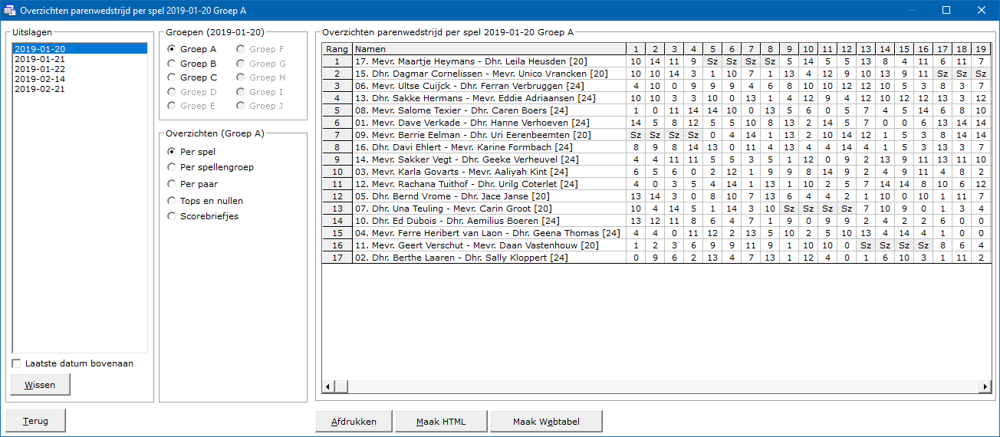 Overzichten parenwedstrijd per spel 2019-01-20 Groep A
Uitslagen
2019-01-20
2019-01-21
2019-01-22
2019-02-14
2019-02-21
Laatste datum bovenaan
Wissen
Terug
Groepen (2019-01-20)
Groep A Groep F
Groep B Groep G
Groep C Groep H
Groep D Groep I
Groep E Groep J
Overzichten (Groep A)
Per spel
Per spellengroep
Per paar
Tops en nullen
Scorebriefjes
Overzichten parenwedstrijd per spel 2019-01-20 Groep A
Rang Namen 1 2 3 4 5 6 7 8 9 10 11 12 13 14 15 16 17 18 19
1 17. Mevr. Maartje Heymans - Dhr. Leila Heusden [20] 10 14 11 9 Sz Sz Sz Sz 5 14 5 5 13 8 4 11 6 11 7
2 15. Dhr. Dagmar Cornelissen - Mevr. Unico Vrancken [20] 10 10 14 3 1 10 7 1 13 4 12 9 10 13 9 11 Sz Sz Sz
3 06. Mevr. Ultse Cuijck - Dhr. Ferran Verbruggen [24] 4 10 0 9 9 9 4 6 8 10 10 12 12 10 5 3 8 3 7
4 13. Dhr. Sakke Hermans - Mevr. Eddie Adriaansen [24] 10 10 3 3 10 0 13 1 4 12 9 4 12 10 12 12 13 3 12
5 08. Mevr. Salome Texier - Dhr. Caren Boers [24] 1 0 11 14 14 10 0 13 5 6 0 5 7 4 5 14 6 8 10
6 01. Mevr. Dave Verkade - Dhr. Hanne Verhoeven [24] 14 5 8 12 5 5 10 8 13 2 14 5 7 0 0 6 13 14 14
7 09. Mevr. Berrie Eelman - Dhr. Uri Eerenbeemten [20] Sz Sz Sz Sz 0 4 14 1 13 2 10 14 12 1 5 3 8 14 14
8 16. Dhr. Davi Ehlert - Mevr. Karine Formbach [24] 8 9 8 14 13 0 11 4 13 4 4 14 4 1 5 3 13 3 7
9 14. Mevr. Sakker Vegt - Dhr. Geeke Verheuvel [24] 4 4 11 11 5 5 3 5 1 12 0 9 2 13 9 11 13 11 10
10 03. Mevr. Karla Govarts - Mevr. Aaliyah Kint [24] 6 5 6 0 2 12 1 9 9 8 14 9 2 4 9 11 4 8 2
11 12. Mevr. Rachana Tuithof - Dhr. Urilg Coterlet [24] 4 0 3 5 4 14 1 13 1 10 2 5 7 14 14 8 10 6 12
12 05. Dhr. Bernd Vrome - Dhr. Jace Janse [20] 13 14 3 0 8 10 7 13 6 4 4 2 1 10 0 10 1 11 7
13 07. Dhr. Una Teuling - Mevr. Carin Groot [20] 10 4 14 5 1 14 3 10 Sz Sz Sz Sz 7 10 9 0 1 3 4
14 10. Dhr. Ed Dubois - Dhr. Aemilius Boeren [24] 13 12 11 8 6 4 7 1 9 0 9 9 2 4 2 2 6 0 0
15 04. Mevr. Ferre Heribert van Laon - Dhr. Geena Thomas [24] 4 4 0 11 12 2 13 5 10 2 5 10 13 4 14 4 1 0 0
16 11. Mevr. Geert Verschut - Mevr. Daan Vastenhouw [20] 1 2 3 6 9 9 11 9 1 10 10 0 Sz Sz Sz Sz 8 6 4
17 02. Dhr. Berthe Laaren - Dhr. Sally Kloppert [24] 0 9 6 2 13 4 7 13 1 12 4 0 1 6 10 3 1 11 2
Afdrukken Maak HTML Maak Webtabel